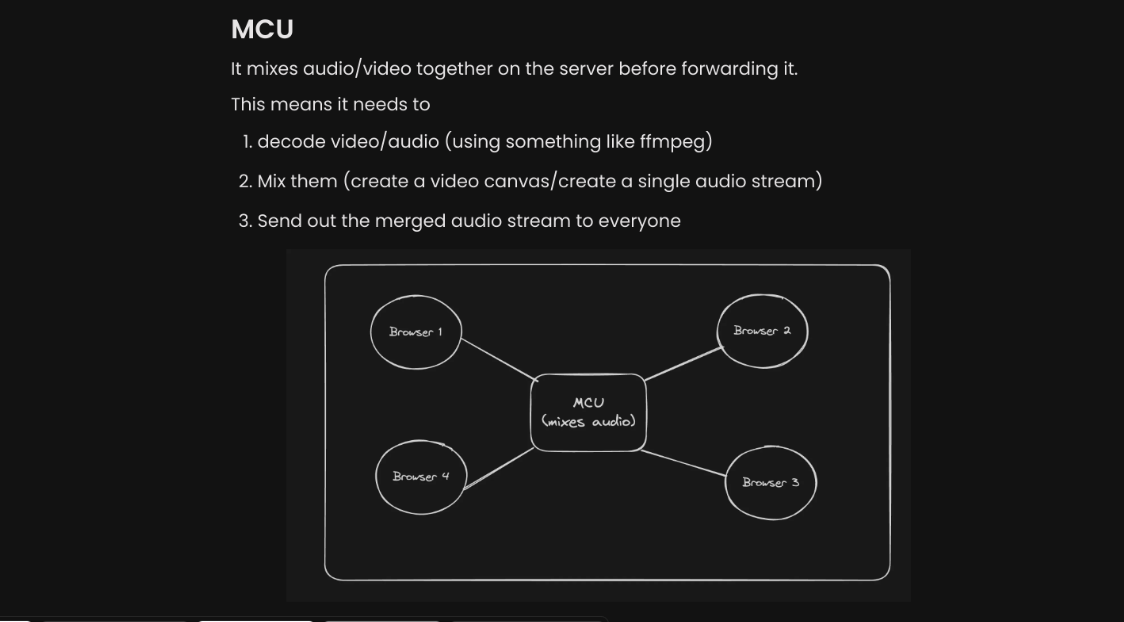 MCU
It mixes audio/video together on the server before forwarding it.
This means it needs to
1. decode video/audio (using something like ffmpeg)
2. Mix them (create a video canvas/create a single audio stream)
3. Send out the merged audio stream to everyone
Browser 1
Browser 2
MCU
(mixes audio)
Browser 4
Browser 3